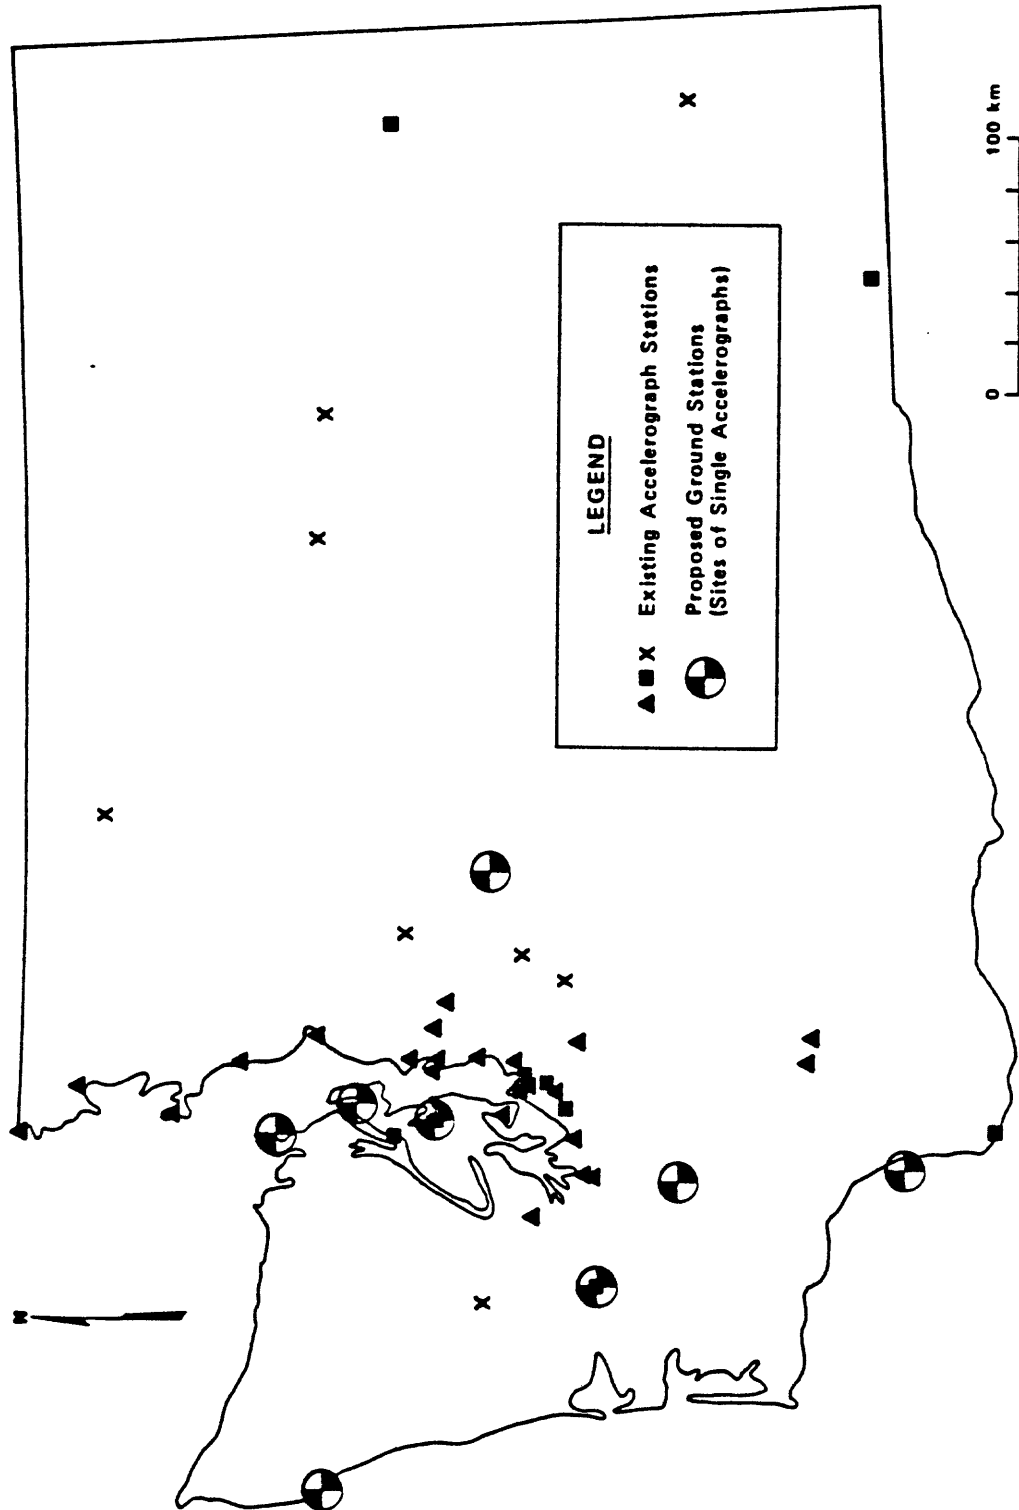 N
LEGEND
Existing Accelerograph Stations
Proposed Ground Stations
(Sites of Single Accelerographs)
0 100 km